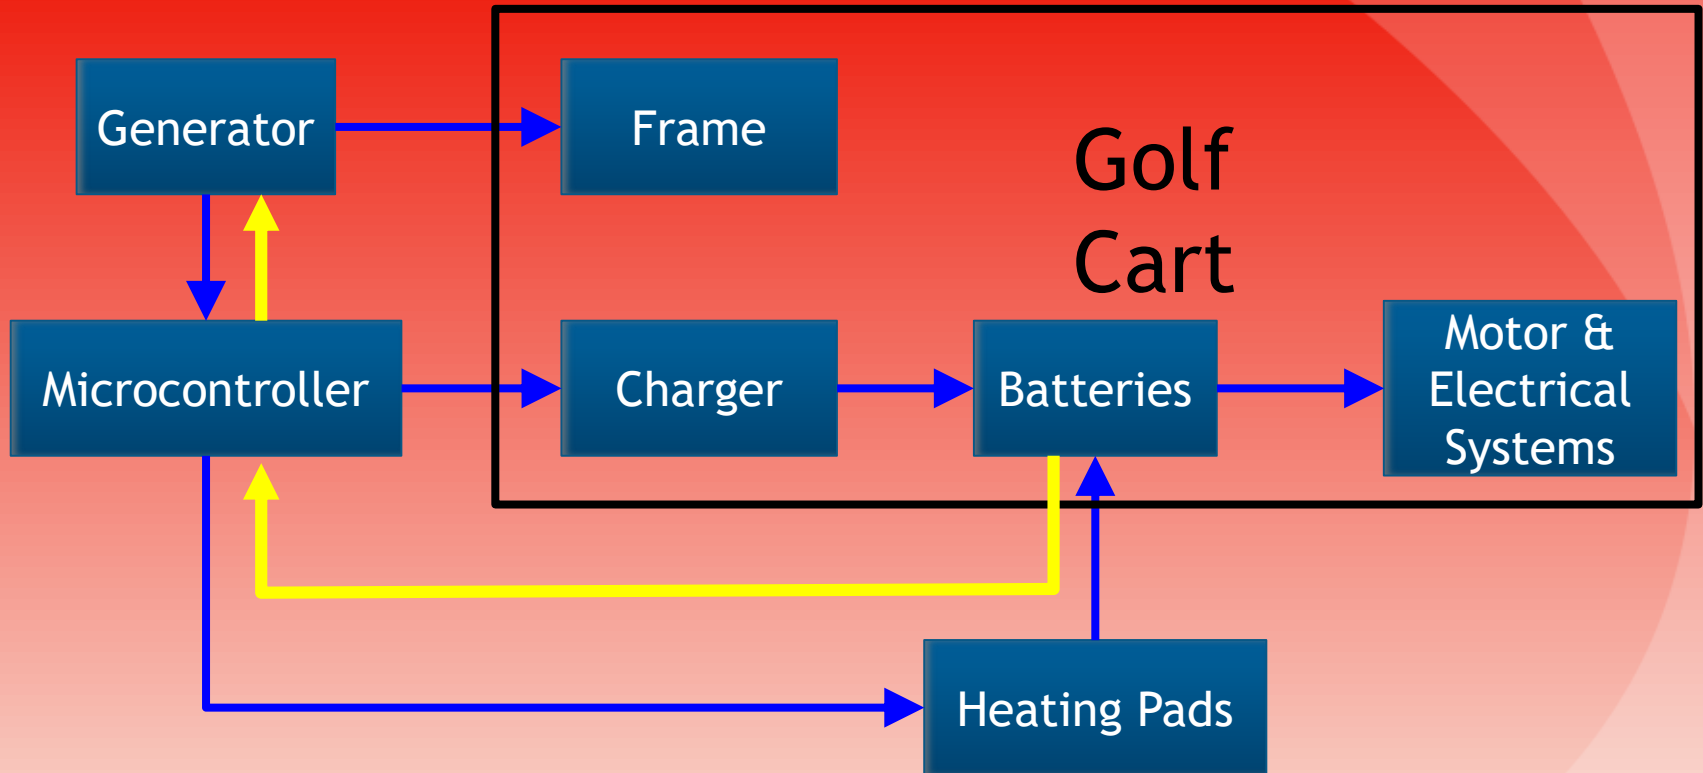 Generator
Frame
Golf
Cart
Microcontroller
Charger
Batteries
Motor &
Electrical
Systems
Heating Pads